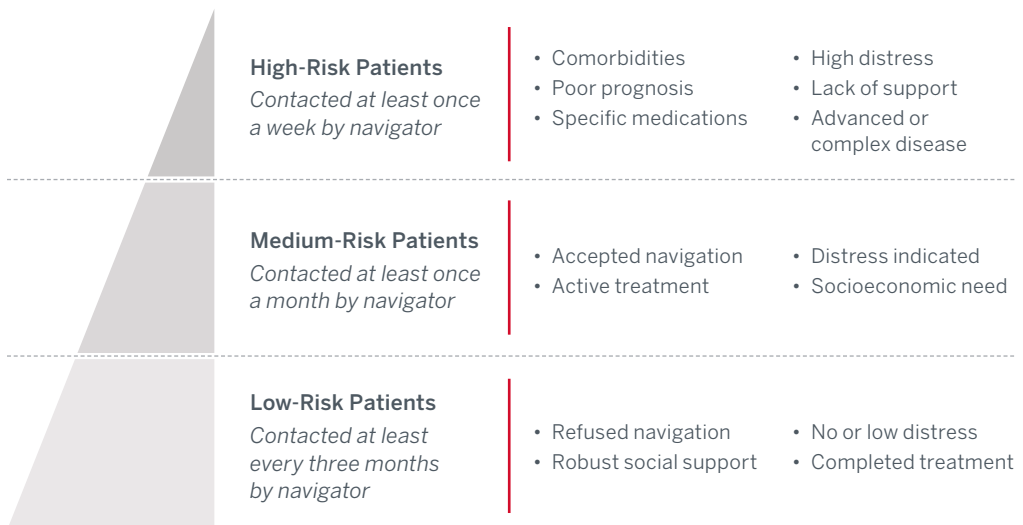 High-Risk Patients
Contacted at least once
a week by navigator
• Comorbidities
• Poor prognosis
• Specific medications
• High distress
• Lack of support
• Advanced or
complex disease
Medium-Risk Patients
Contacted at least once
a month by navigator
• Accepted navigation
• Active treatment
• Distress indicated
• Socioeconomic need
Low-Risk Patients
Contacted at least
every three months
by navigator
• Refused navigation
• Robust social support
• No or low distress
• Completed treatment